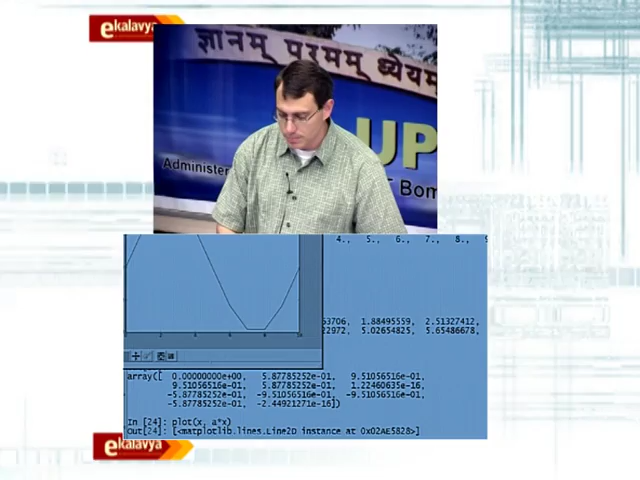 ekalavya
ज्ञानम् परमम् ध्येयम्
UP
Administer
Bom
4., 5., 6., 7., 8., 9
63706, 1.88495559, 2.51327412,
22972, 5.02654825, 5.65486678,
array([ 0.00000000e+00, 5.87785252e-01, 9.51056516e-01,
9.51056516e-01, 5.87785252e-01, 1.22460635e-16,
-5.87785252e-01, -9.51056516e-01, -9.51056516e-01,
-5.87785252e-01, -2.44921271e-16])
In [24]: plot(x, a*x)
Out[24]: [<matplotlib.lines.Line2D instance at 0x02AE5828>]
ekalavya